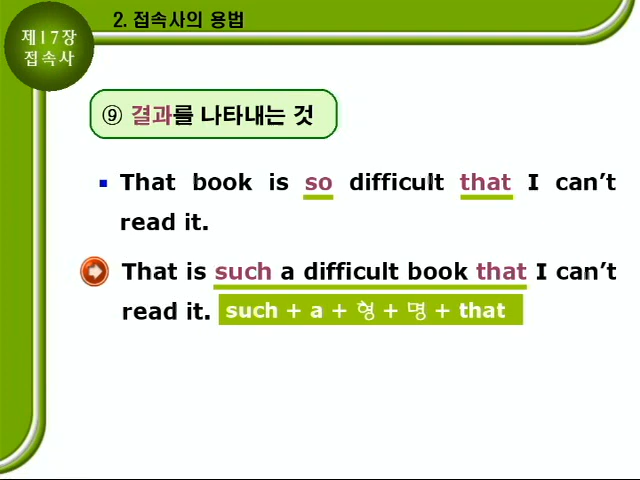 제17장
접속사
2. 접속사의 용법
⑨ 결과를 나타내는 것
▪ That book is so difficult that I can't
read it.
That is such a difficult book that I can't
read it. such + a + 형 + 명 + that